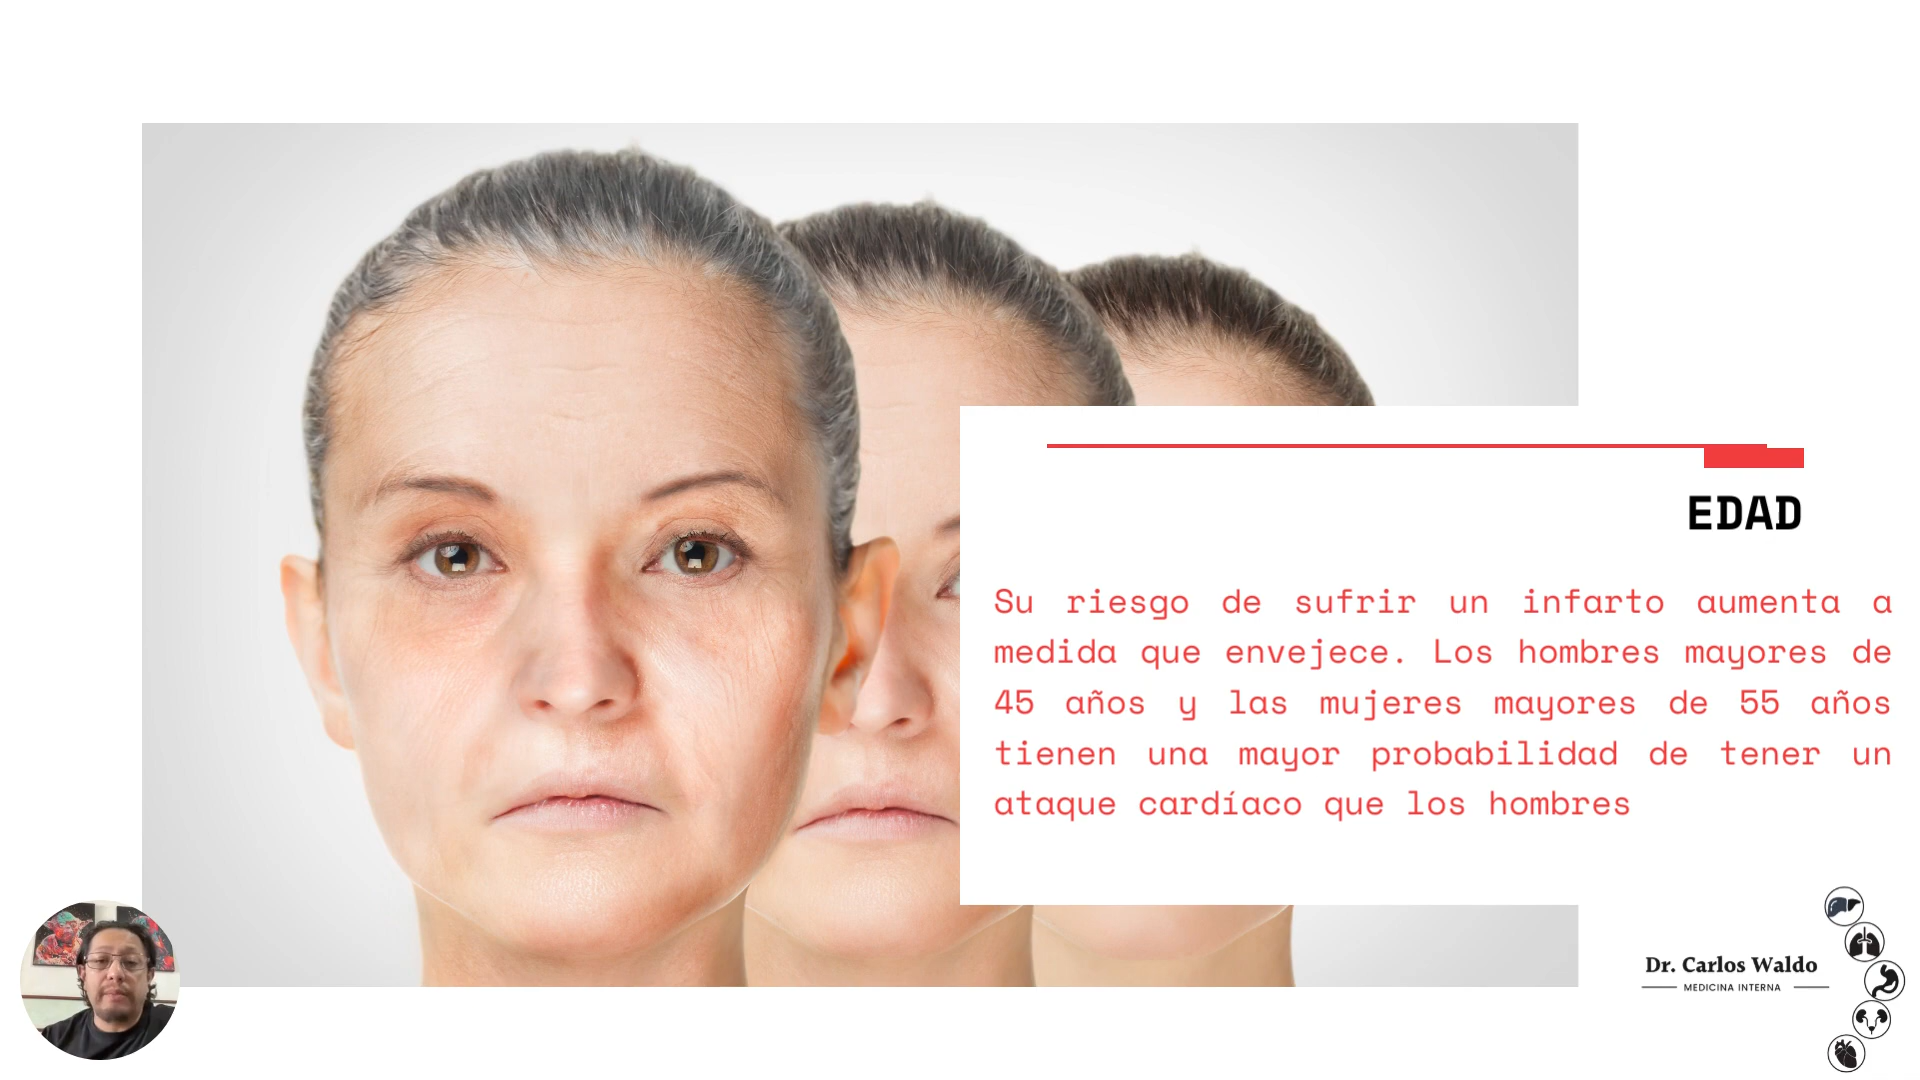 EDAD
Su riesgo de sufrir un infarto aumenta a
medida que envejece. Los hombres mayores de
45 años y las mujeres mayores de 55 años
tienen una mayor probabilidad de tener un
ataque cardíaco que los hombres
Dr. Carlos Waldo
MEDICINA INTERNA